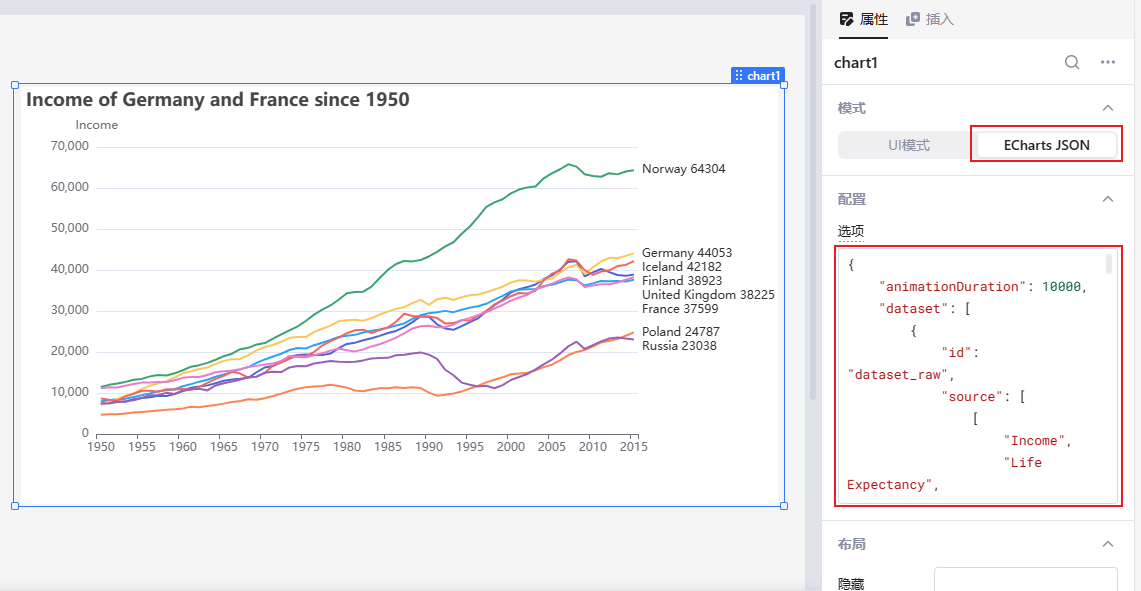 属性
插入
chart1
模式
UI模式
ECharts JSON
配置
选项
{
"animationDuration": 10000,
"dataset": [
{
"id":
"dataset_raw",
"source": [
[
"Income",
"Life
Expectancy",
布局
隐藏
chart1
Income of Germany and France since 1950
Income
70,000
60,000
50,000
40,000
30,000
20,000
10,000
0
1950 1955 1960 1965 1970 1975 1980 1985 1990 1995 2000 2005 2010 2015
Norway 64304
Germany 44053
Iceland 42182
Finland 38923
United Kingdom 38225
France 37599
Poland 24787
Russia 23038